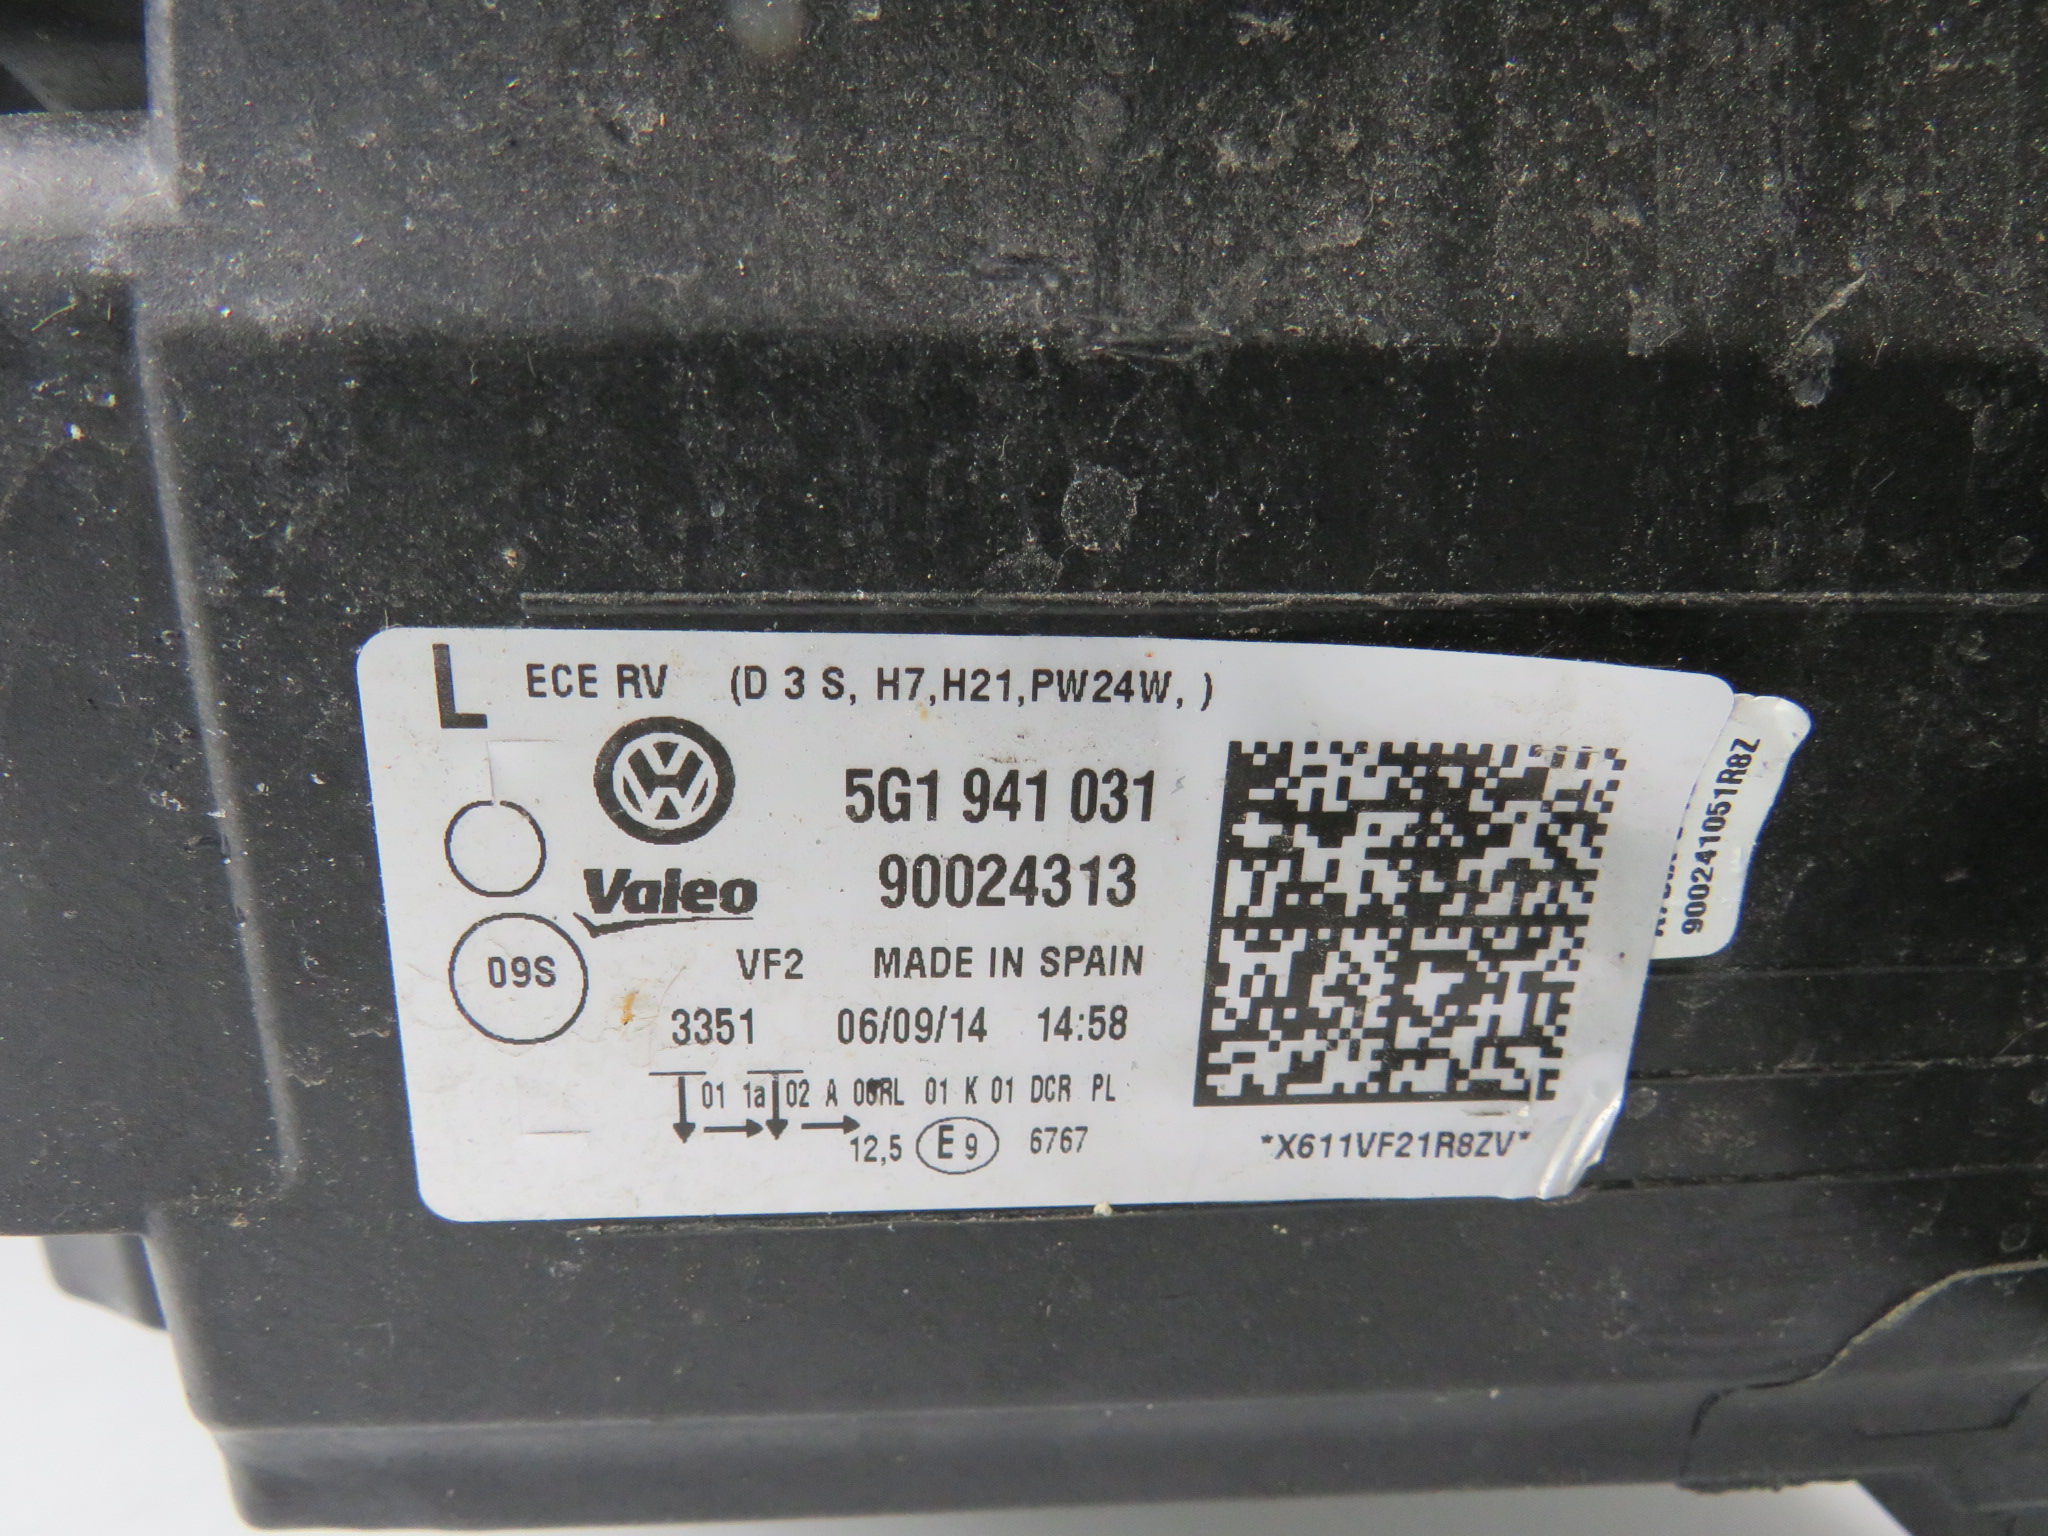 L ECE RV (D 3 S, H7,H21,PW24W, )
5G1 941 031
Valeo 90024313
09S VF2 MADE IN SPAIN
3351 06/09/14 14:58
01 1a 02 A RL 01 K 01 DCR PL
12,5 E9 6767
*X611VF21R8ZV*
900241051R8Z